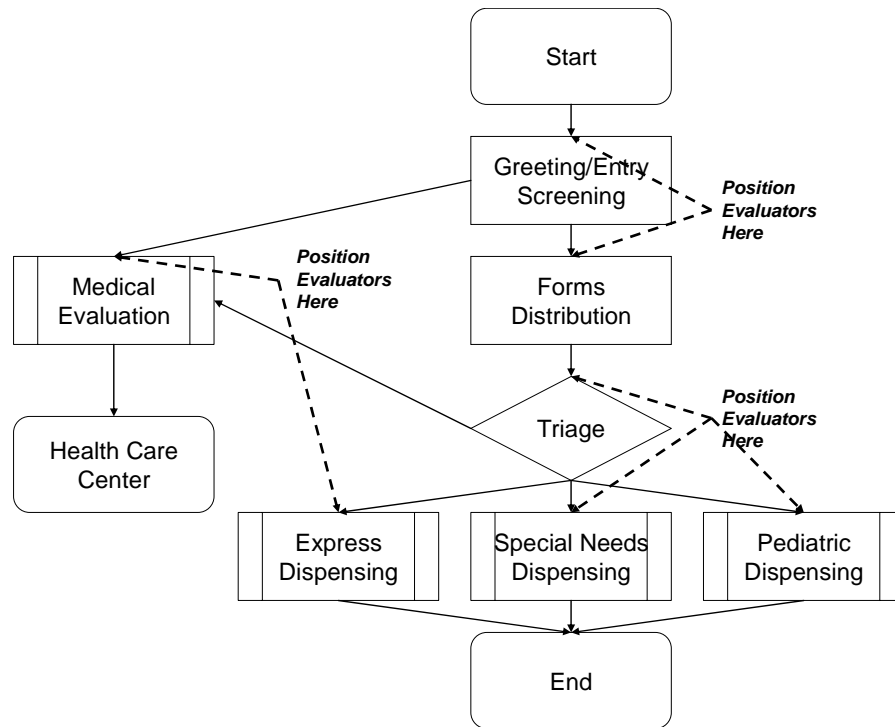 Start
Greeting/Entry
Screening
Position
Evaluators
Here
Position
Evaluators
Here
Medical
Evaluation
Forms
Distribution
Triage
Position
Evaluators
Here
Health Care
Center
Express
Dispensing
Special Needs
Dispensing
Pediatric
Dispensing
End